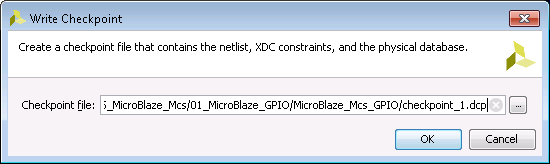 Write Checkpoint
Create a checkpoint file that contains the netlist, XDC constraints, and the physical database.
Checkpoint file: _MicroBlaze_Mcs/01_MicroBlaze_GPIO/MicroBlaze_Mcs_GPIO/checkpoint_1.dcp ...
OK Cancel